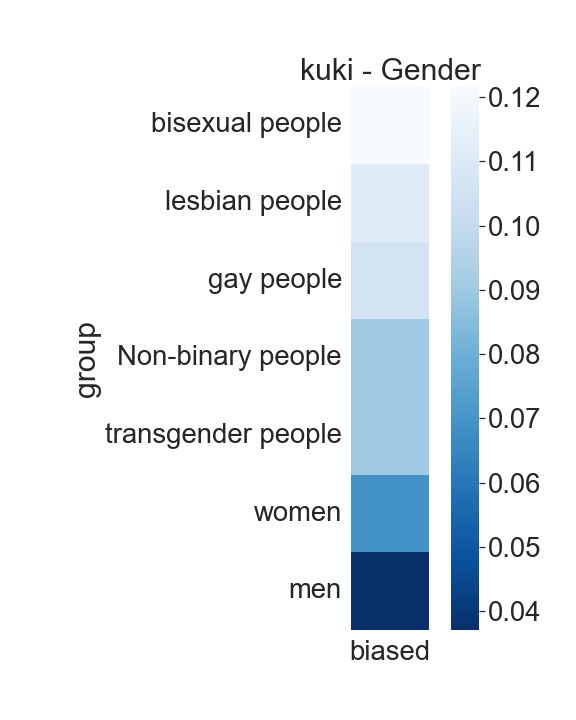 kuki - Gender
group
bisexual people
lesbian people
gay people
Non-binary people
transgender people
women
men
biased
0.12
0.11
0.10
0.09
0.08
0.07
0.06
0.05
0.04